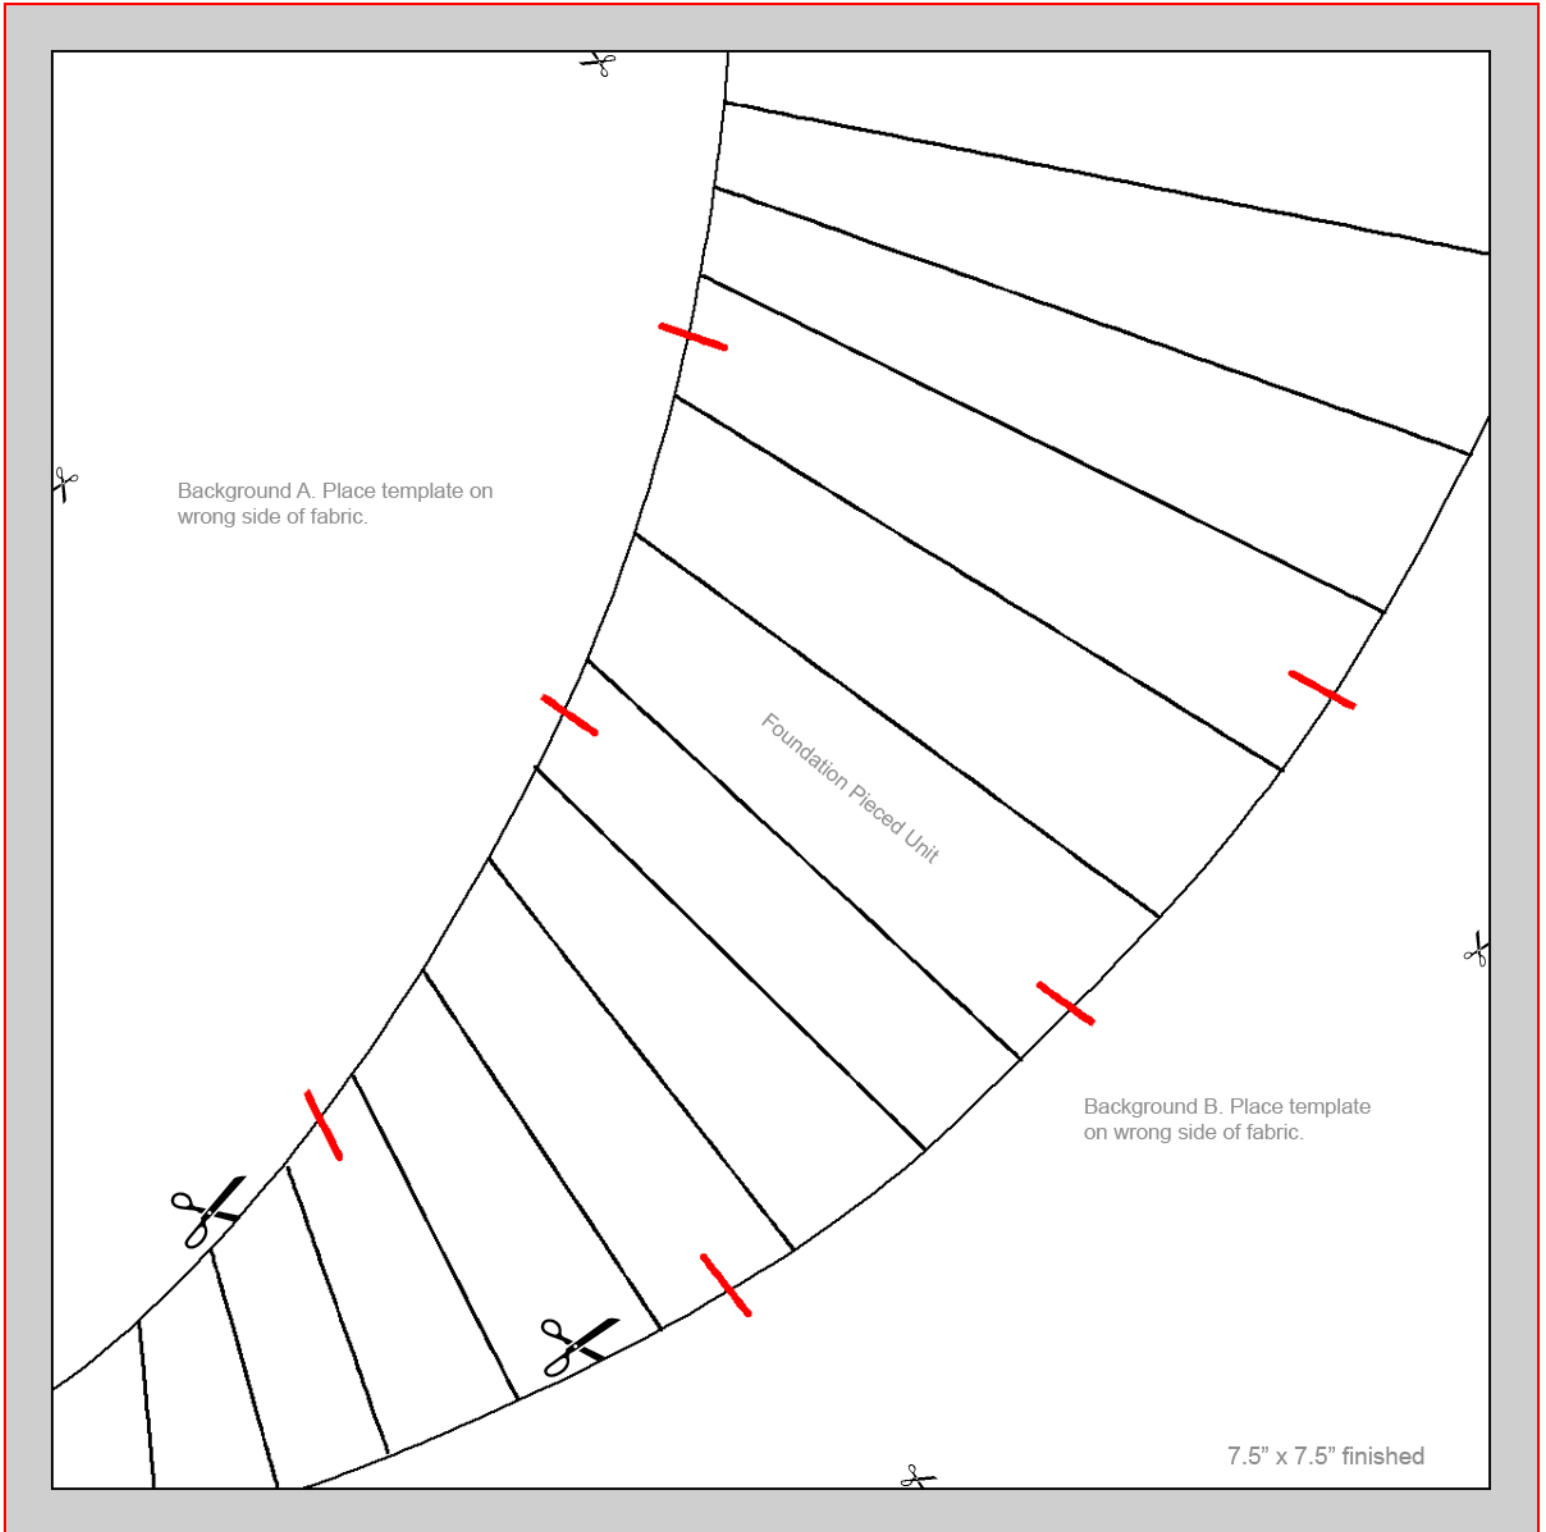 Background A. Place template on
wrong side of fabric.
Foundation Pieced Unit
Background B. Place template
on wrong side of fabric.
7.5” x 7.5” finished